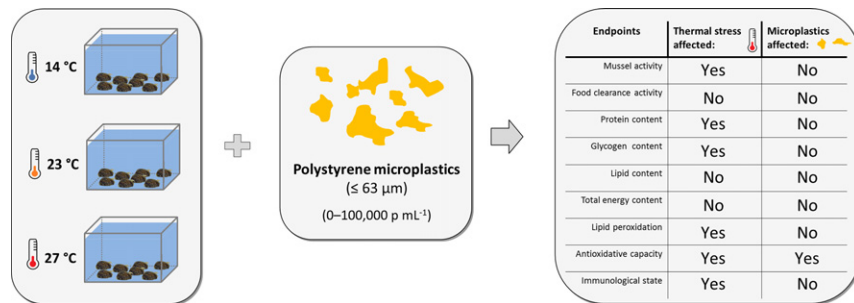 14 °C
23 °C
27 °C
Polystyrene microplastics
(≤ 63 µm)
(0–100,000 p mL⁻¹)
Endpoints Thermal stress affected: Microplastics affected:
Mussel activity Yes No
Food clearance activity No No
Protein content Yes No
Glycogen content Yes No
Lipid content No No
Total energy content No No
Lipid peroxidation Yes No
Antioxidative capacity Yes Yes
Immunological state Yes No